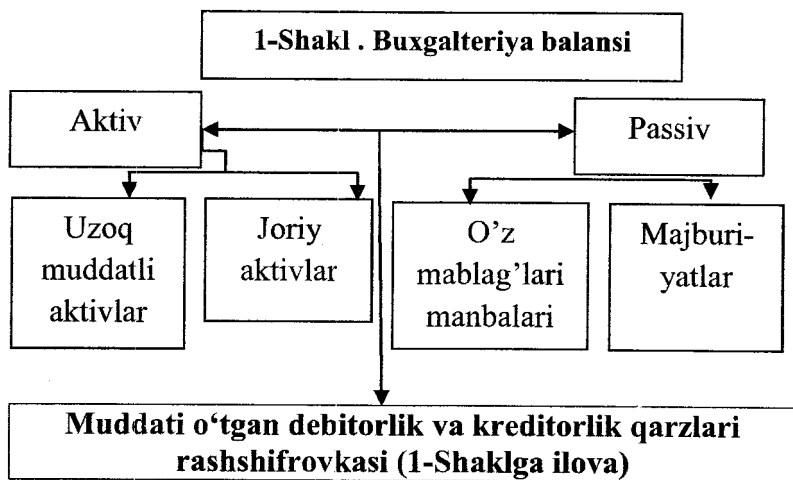 1-Shakl . Buxgalteriya balansi
Aktiv
Passiv
Uzoq
muddatli
aktivlar
Joriy
aktivlar
O’z
mablag’lari
manbalari
Majburi-
yatlar
Muddati o‘tgan debitorlik va kreditorlik qarzlari
rashshifrovkasi (1-Shaklga ilova)